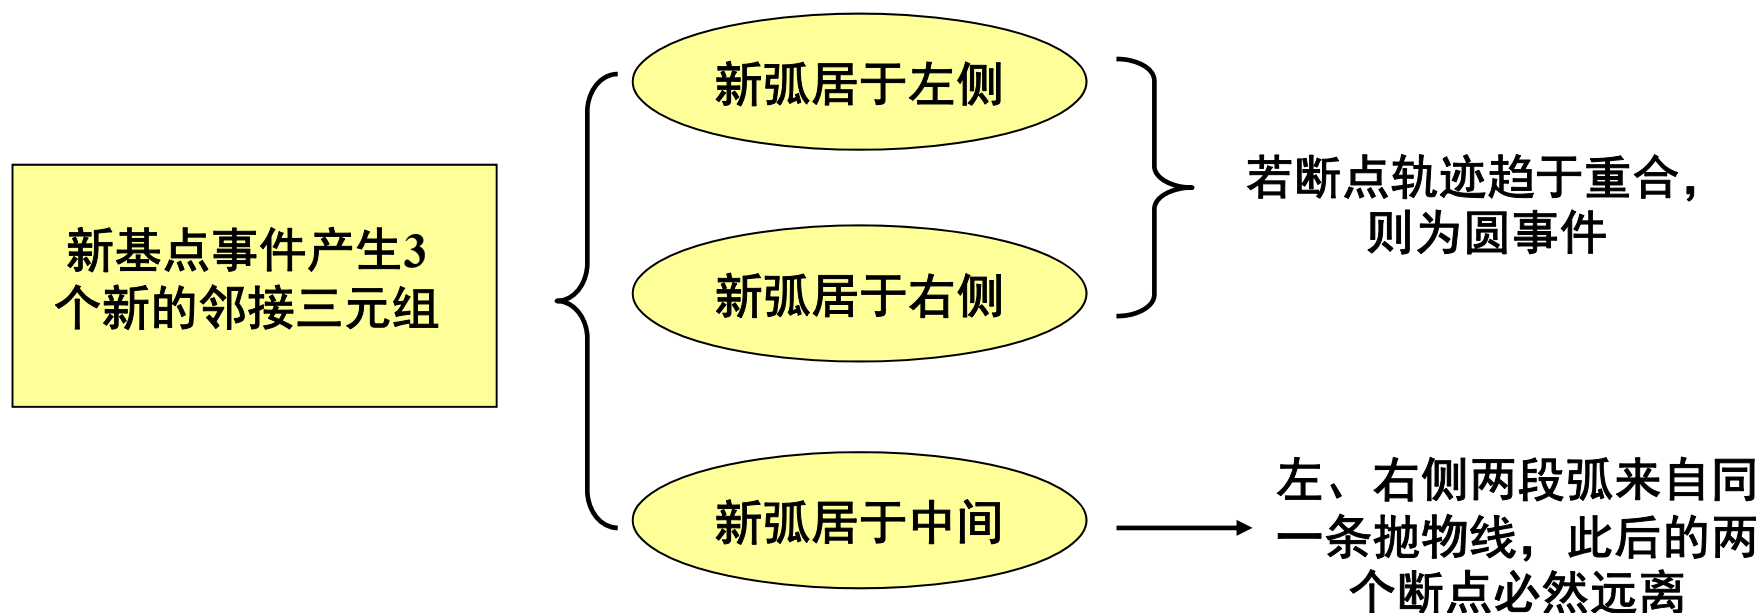 新基点事件产生3
个新的邻接三元组
新弧居于左侧
新弧居于右侧
新弧居于中间
若断点轨迹趋于重合，
则为圆事件
左、右侧两段弧来自同
一条抛物线，此后的两
个断点必然远离